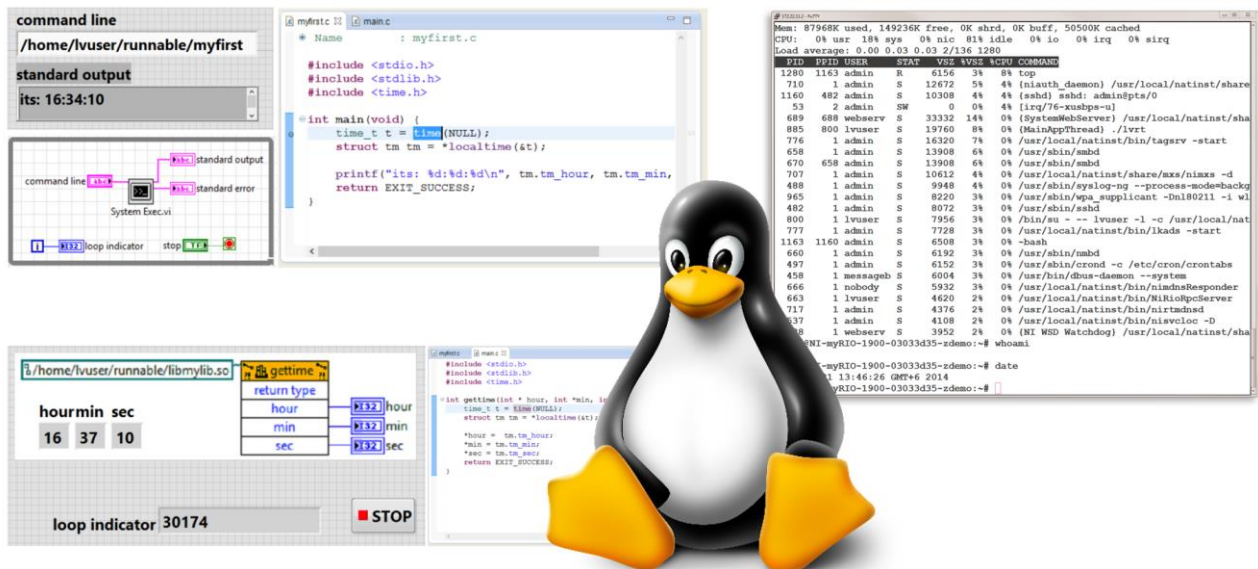 command line
/home/lvuser/runnable/myfirst
standard output
its: 16:34:10
standard output
command line
standard error
System Exec.vi
loop indicator
stop
myfirst.c
main.c
* Name : myfirst.c
#include <stdio.h>
#include <stdlib.h>
#include <time.h>
int main(void) {
time_t t = time(NULL);
struct tm tm = *localtime(&t);
printf("its: %d:%d:%d\n", tm.tm_hour, tm.tm_min,
return EXIT_SUCCESS;
}
Mem: 87968K used, 149236K free, 0K shrd, 0K buff, 50500K cached
CPU: 0% usr 18% sys 0% nic 81% idle 0% io 0% irq 0% sirq
Load average: 0.00 0.03 0.03 2/136 1280
PID PPID USER STAT VSZ %VSZ %CPU COMMAND
1280 1163 admin R 6156 3% 8% top
710 1 admin S 12672 5% 4% {niauth_daemon} /usr/local/natinst/share
1160 482 admin S 10308 4% 4% {sshd} sshd: admin@pts/0
53 2 admin SW 0 0% 4% [irq/76-xusbps-u]
689 688 webserv S 33332 14% 0% {SystemWebServer} /usr/local/natinst/sha
885 800 lvuser S 19760 8% 0% {MainAppThread} ./lvrt
776 1 admin S 16320 7% 0% /usr/local/natinst/bin/tagsrv -start
658 1 admin S 13908 6% 0% /usr/sbin/smbd
670 658 admin S 13908 6% 0% /usr/sbin/smbd
707 1 admin S 10612 4% 0% /usr/local/natinst/share/mxs/nimxs -d
488 1 admin S 9948 4% 0% /usr/sbin/syslog-ng --process-mode=backg
965 1 admin S 8220 3% 0% /usr/sbin/wpa_supplicant -Dnl80211 -i wl
482 1 admin S 8072 3% 0% /usr/sbin/sshd
800 1 lvuser S 7956 3% 0% /bin/su - -- lvuser -l -c /usr/local/nat
777 1 admin S 7728 3% 0% /usr/local/natinst/bin/lkads -start
1163 1160 admin S 6508 3% 0% -bash
660 1 admin S 6192 3% 0% /usr/sbin/nmbd
497 1 admin S 6152 3% 0% /usr/sbin/crond -c /etc/cron/crontabs
458 1 messageb S 6004 3% 0% /usr/bin/dbus-daemon --system
666 1 nobody S 5932 3% 0% /usr/local/natinst/bin/nimdnsResponder
663 1 lvuser S 4620 2% 0% /usr/local/natinst/bin/NiRioRpcServer
717 1 admin S 4376 2% 0% /usr/local/natinst/bin/nirtmdnsd
537 1 admin S 4108 2% 0% /usr/local/natinst/bin/nisvcloc -D
1 webserv S 3952 2% 0% {NI WSD Watchdog} /usr/local/natinst/sha
@NI-myRIO-1900-03033d35-zdemo:~# whoami
-myRIO-1900-03033d35-zdemo:~# date
13:46:26 GMT+6 2014
myRIO-1900-03033d35-zdemo:~#
/home/lvuser/runnable/libmylib.so
gettime
return type
hour
hour
min
min
sec
sec
hour min sec
16 37 10
loop indicator 30174
STOP
myfirst.c
main.c
#include <stdio.h>
#include <stdlib.h>
#include <time.h>
int gettime(int * hour, int *min,
time_t t = time(NULL);
struct tm tm = *localtime(&t);
*hour = tm.tm_hour;
*min = tm.tm_min;
*sec = tm.tm_sec;
return EXIT_SUCCESS;
}